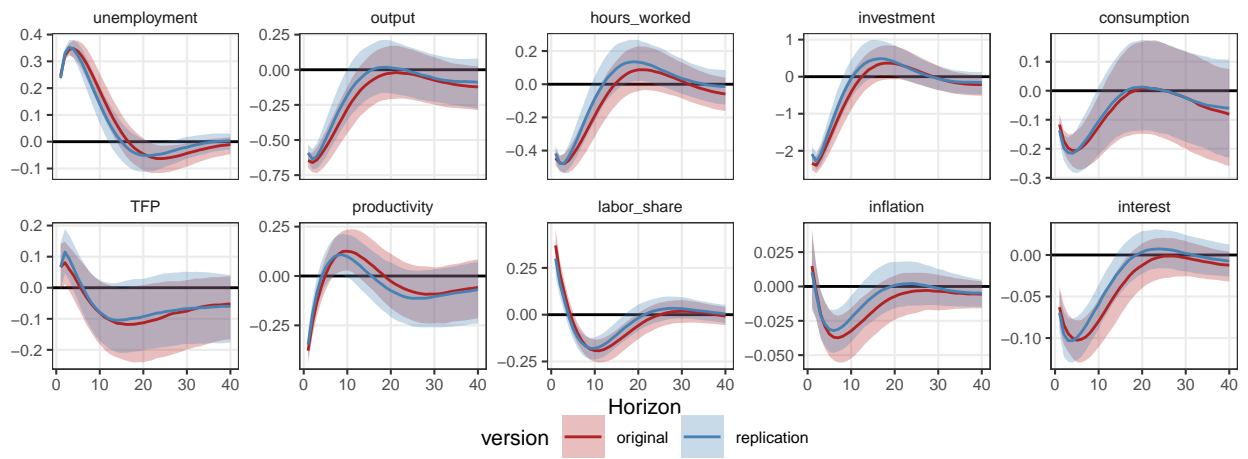 unemployment output hours_worked investment consumption
0.4 0.3 0.2 0.1 0.0 −0.1
0.25 0.00 −0.25 −0.50 −0.75
0.2 0.0 −0.2 −0.4
1 0 −1 −2
0.1 0.0 −0.1 −0.2 −0.3
TFP productivity labor_share inflation interest
0.2 0.1 0.0 −0.1 −0.2
0.00 −0.25
0.25 0.00 −0.25
0.025 0.000 −0.025 −0.050
0.00 −0.05 −0.10
0 10 20 30 40 0 10 20 30 40 0 10 20 30 40 0 10 20 30 40 0 10 20 30 40
Horizon
version original replication